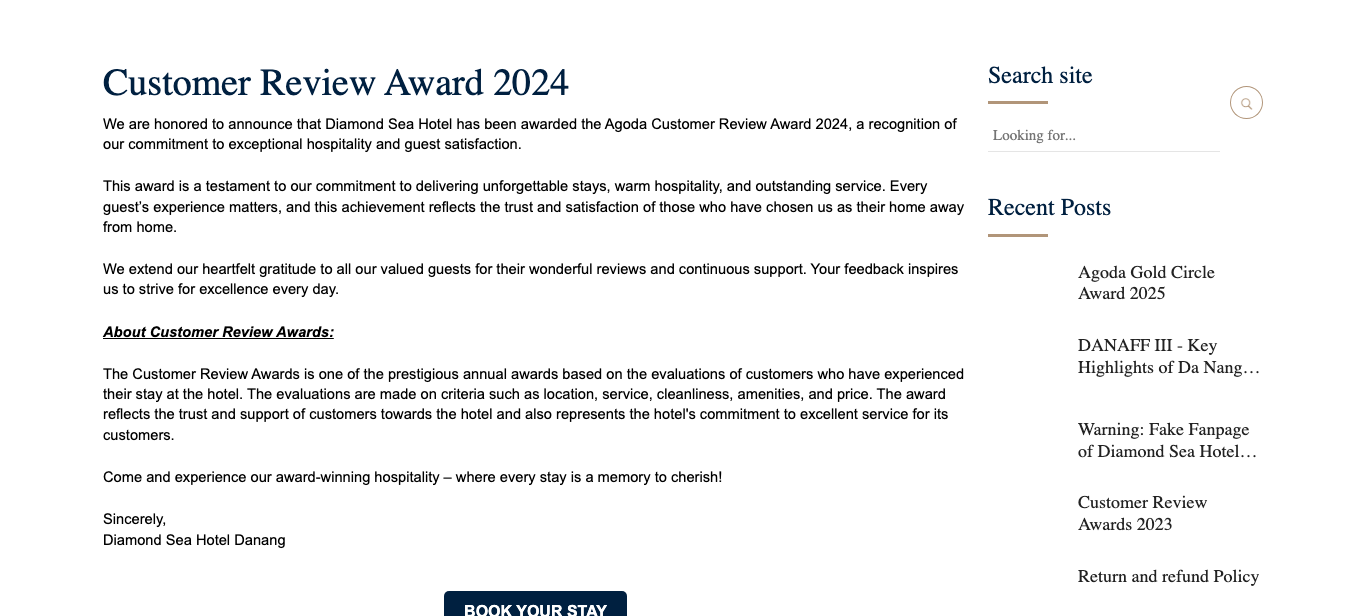 Customer Review Award 2024
We are honored to announce that Diamond Sea Hotel has been awarded the Agoda Customer Review Award 2024, a recognition of
our commitment to exceptional hospitality and guest satisfaction.
This award is a testament to our commitment to delivering unforgettable stays, warm hospitality, and outstanding service. Every
guest’s experience matters, and this achievement reflects the trust and satisfaction of those who have chosen us as their home away
from home.
We extend our heartfelt gratitude to all our valued guests for their wonderful reviews and continuous support. Your feedback inspires
us to strive for excellence every day.
About Customer Review Awards:
The Customer Review Awards is one of the prestigious annual awards based on the evaluations of customers who have experienced
their stay at the hotel. The evaluations are made on criteria such as location, service, cleanliness, amenities, and price. The award
reflects the trust and support of customers towards the hotel and also represents the hotel's commitment to excellent service for its
customers.
Come and experience our award-winning hospitality – where every stay is a memory to cherish!
Sincerely,
Diamond Sea Hotel Danang
BOOK YOUR STAY
Search site
Looking for...
Recent Posts
Agoda Gold Circle
Award 2025
DANAFF III - Key
Highlights of Da Nang…
Warning: Fake Fanpage
of Diamond Sea Hotel…
Customer Review
Awards 2023
Return and refund Policy